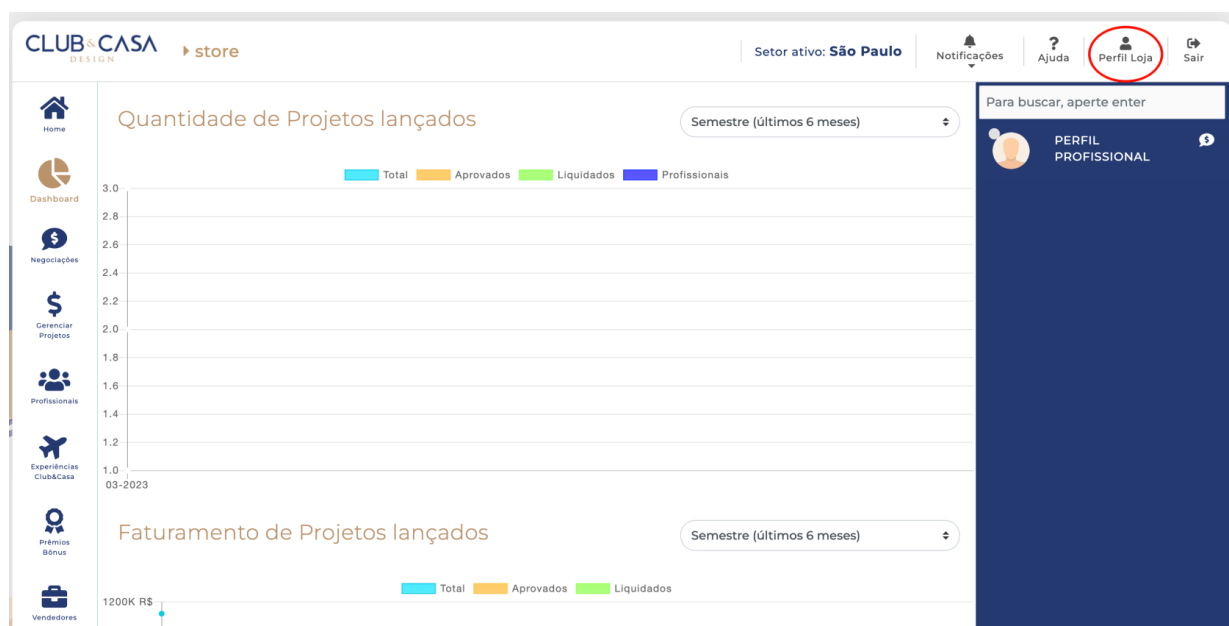 CLUB&CASA
DESIGN
store
Setor ativo: São Paulo
Notificações
Ajuda
Perfil Loja
Sair
Home
Dashboard
Negociações
Gerenciar
Projetos
Profissionais
Experiências
Club&Casa
Prêmios
Bônus
Vendedores
Quantidade de Projetos lançados
Semestre (últimos 6 meses)
Total Aprovados Liquidados Profissionais
3.0
2.8
2.6
2.4
2.2
2.0
1.8
1.6
1.4
1.2
1.0
03-2023
Faturamento de Projetos lançados
Semestre (últimos 6 meses)
Total Aprovados Liquidados
1200K R$
Para buscar, aperte enter
PERFIL
PROFISSIONAL